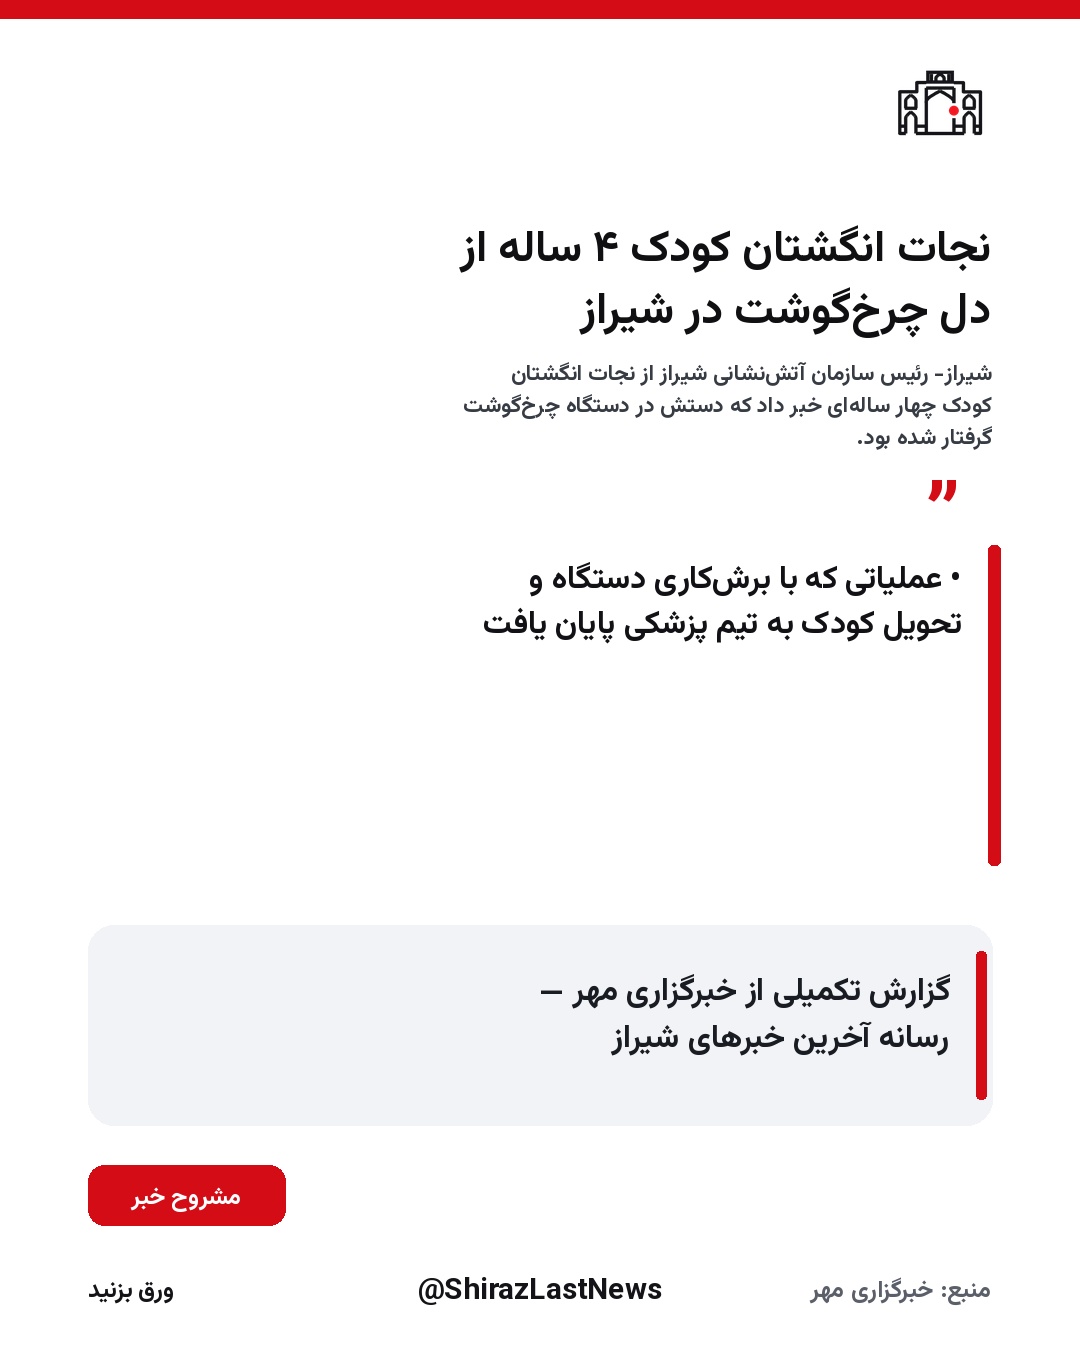 نجات انگشتان کودک ۴ ساله از
دل چرخ‌گوشت در شیراز
شیراز- رئیس سازمان آتش‌نشانی شیراز از نجات انگشتان
کودک چهار ساله‌ای خبر داد که دستش در دستگاه چرخ‌گوشت
گرفتار شده بود.
”
• عملیاتی که با برش‌کاری دستگاه و
تحویل کودک به تیم پزشکی پایان یافت
گزارش تکمیلی از خبرگزاری مهر —
رسانه آخرین خبرهای شیراز
مشروح خبر
منبع: خبرگزاری مهر
@ShirazLastNews
ورق بزنید